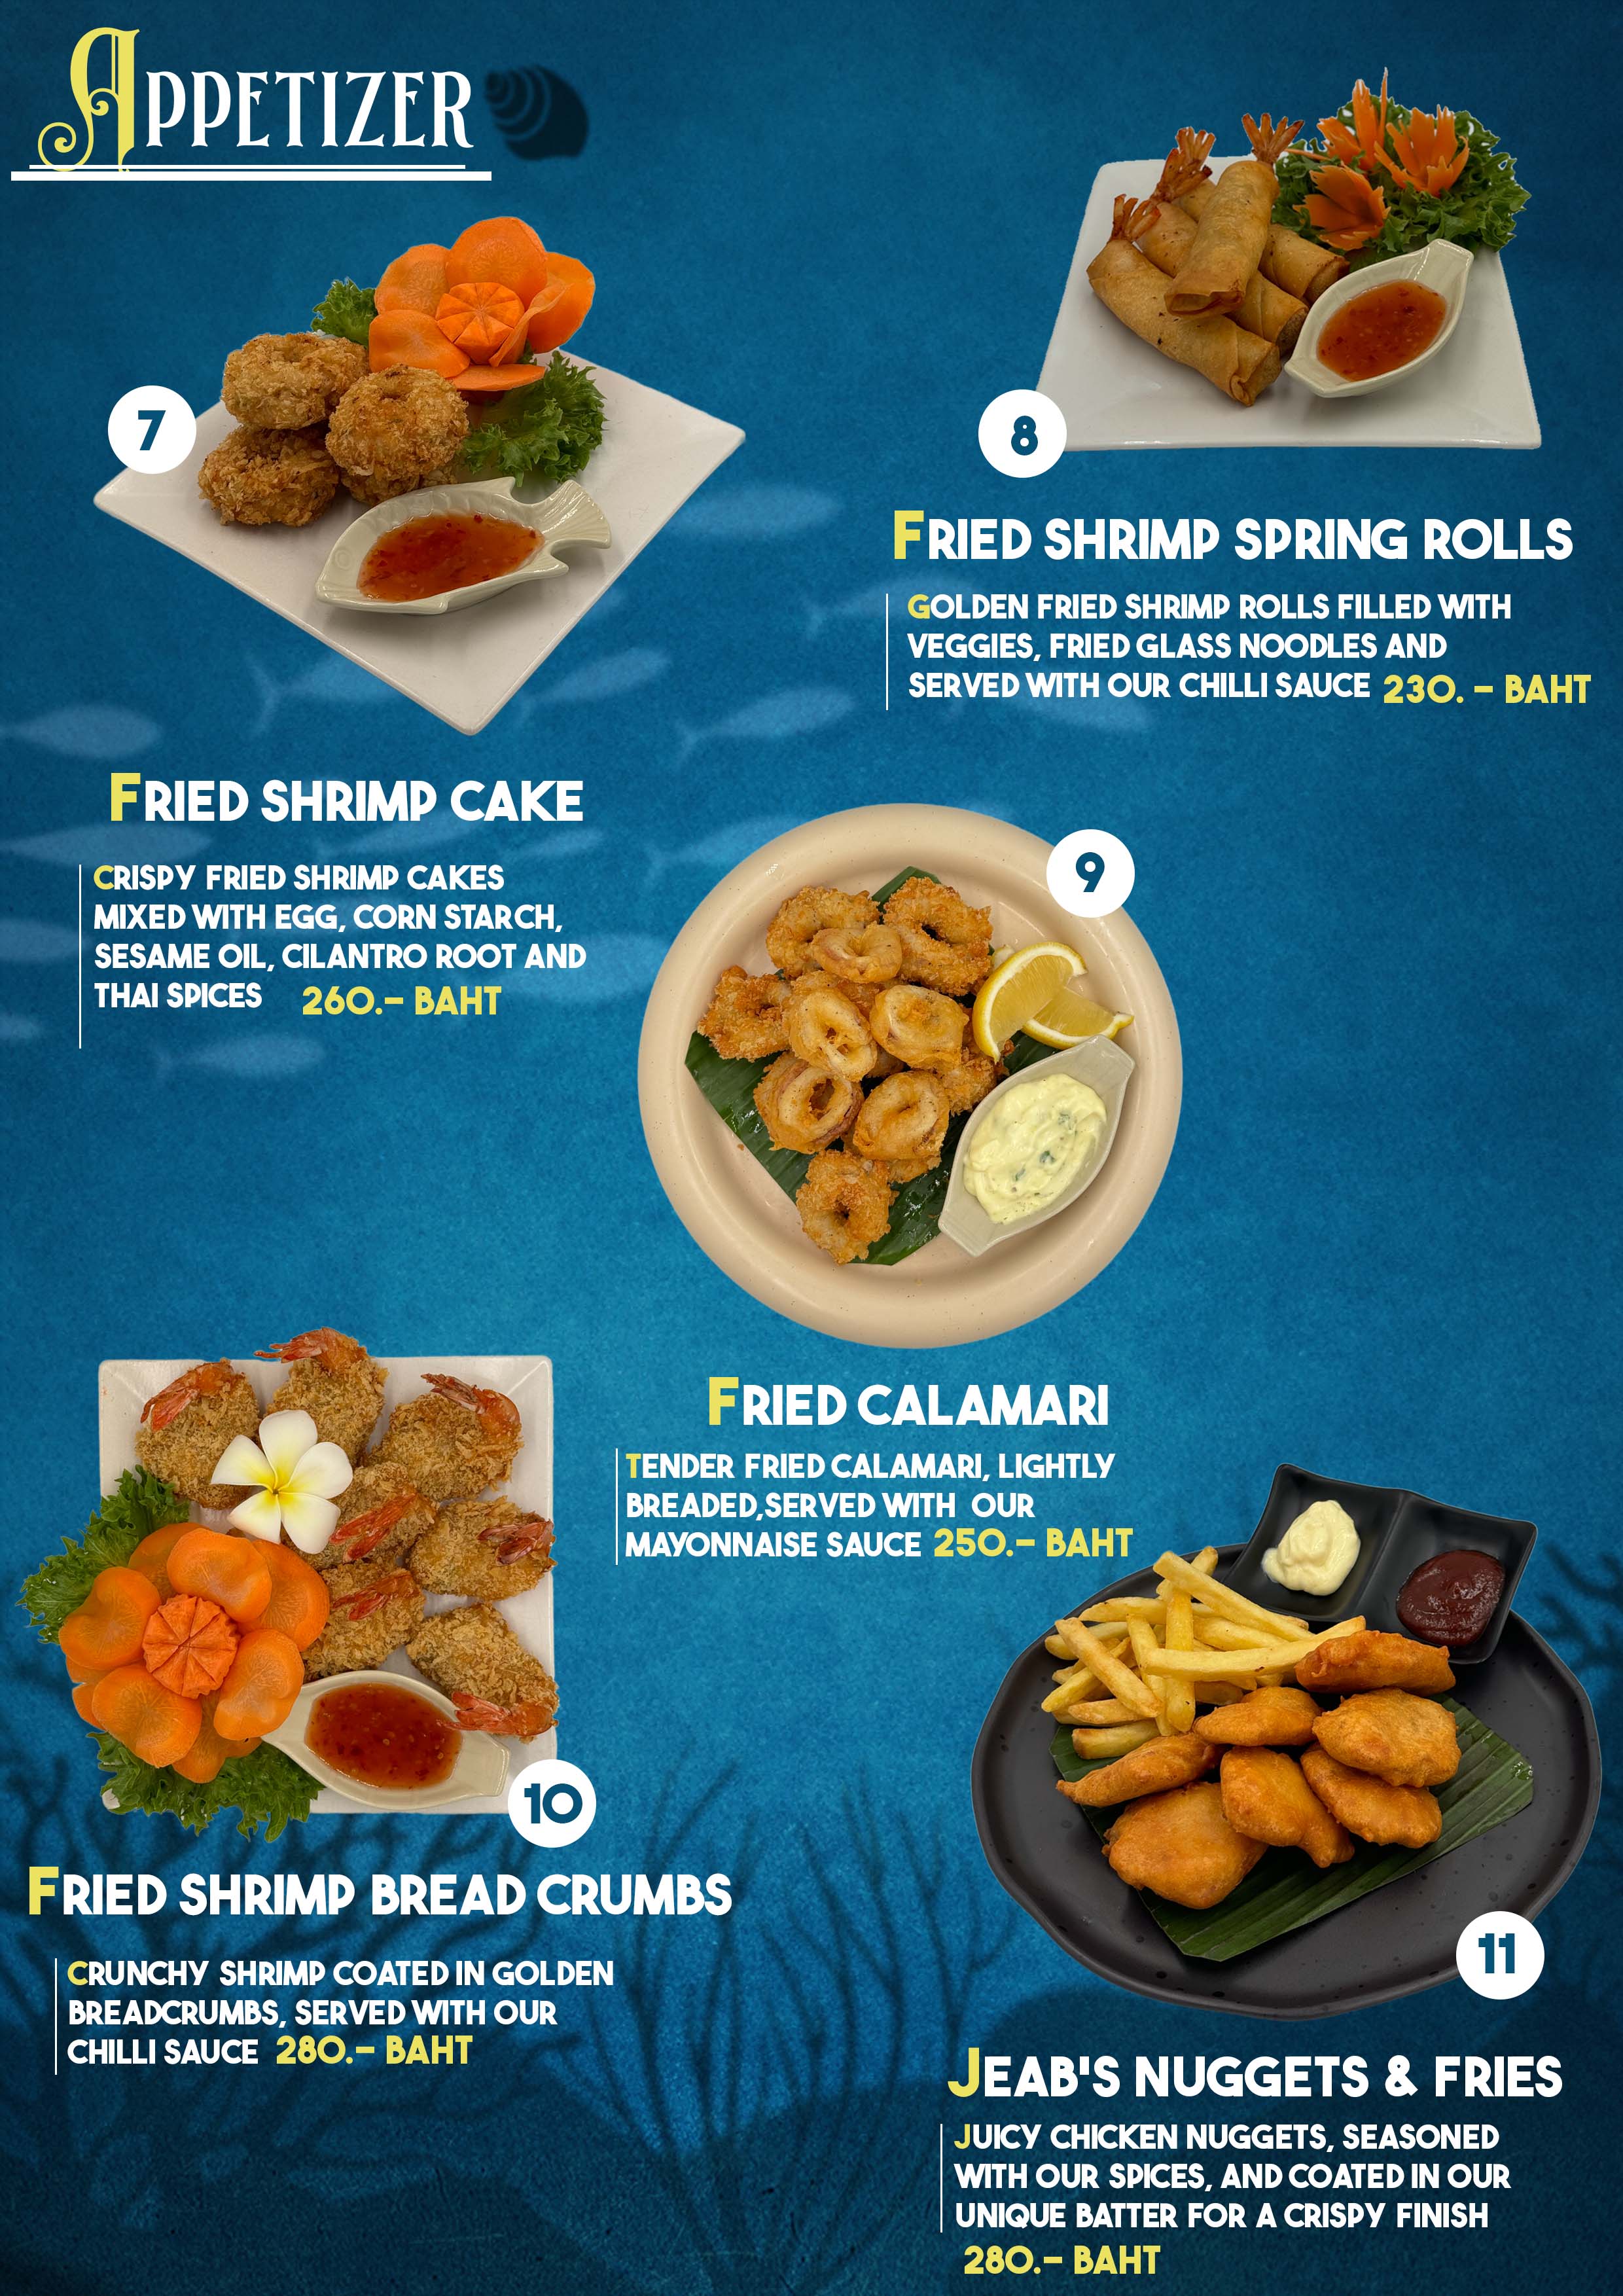 APPETIZER
7
8
FRIED SHRIMP SPRING ROLLS
GOLDEN FRIED SHRIMP ROLLS FILLED WITH
VEGGIES, FRIED GLASS NOODLES AND
SERVED WITH OUR CHILLI SAUCE 230. – BAHT
FRIED SHRIMP CAKE
CRISPY FRIED SHRIMP CAKES
MIXED WITH EGG, CORN STARCH,
SESAME OIL, CILANTRO ROOT AND
THAI SPICES 260.– BAHT
9
FRIED CALAMARI
TENDER FRIED CALAMARI, LIGHTLY
BREADED,SERVED WITH OUR
MAYONNAISE SAUCE 250.– BAHT
10
FRIED SHRIMP BREAD CRUMBS
CRUNCHY SHRIMP COATED IN GOLDEN
BREADCRUMBS, SERVED WITH OUR
CHILLI SAUCE 280.– BAHT
11
JEAB'S NUGGETS & FRIES
JUICY CHICKEN NUGGETS, SEASONED
WITH OUR SPICES, AND COATED IN OUR
UNIQUE BATTER FOR A CRISPY FINISH
280.– BAHT